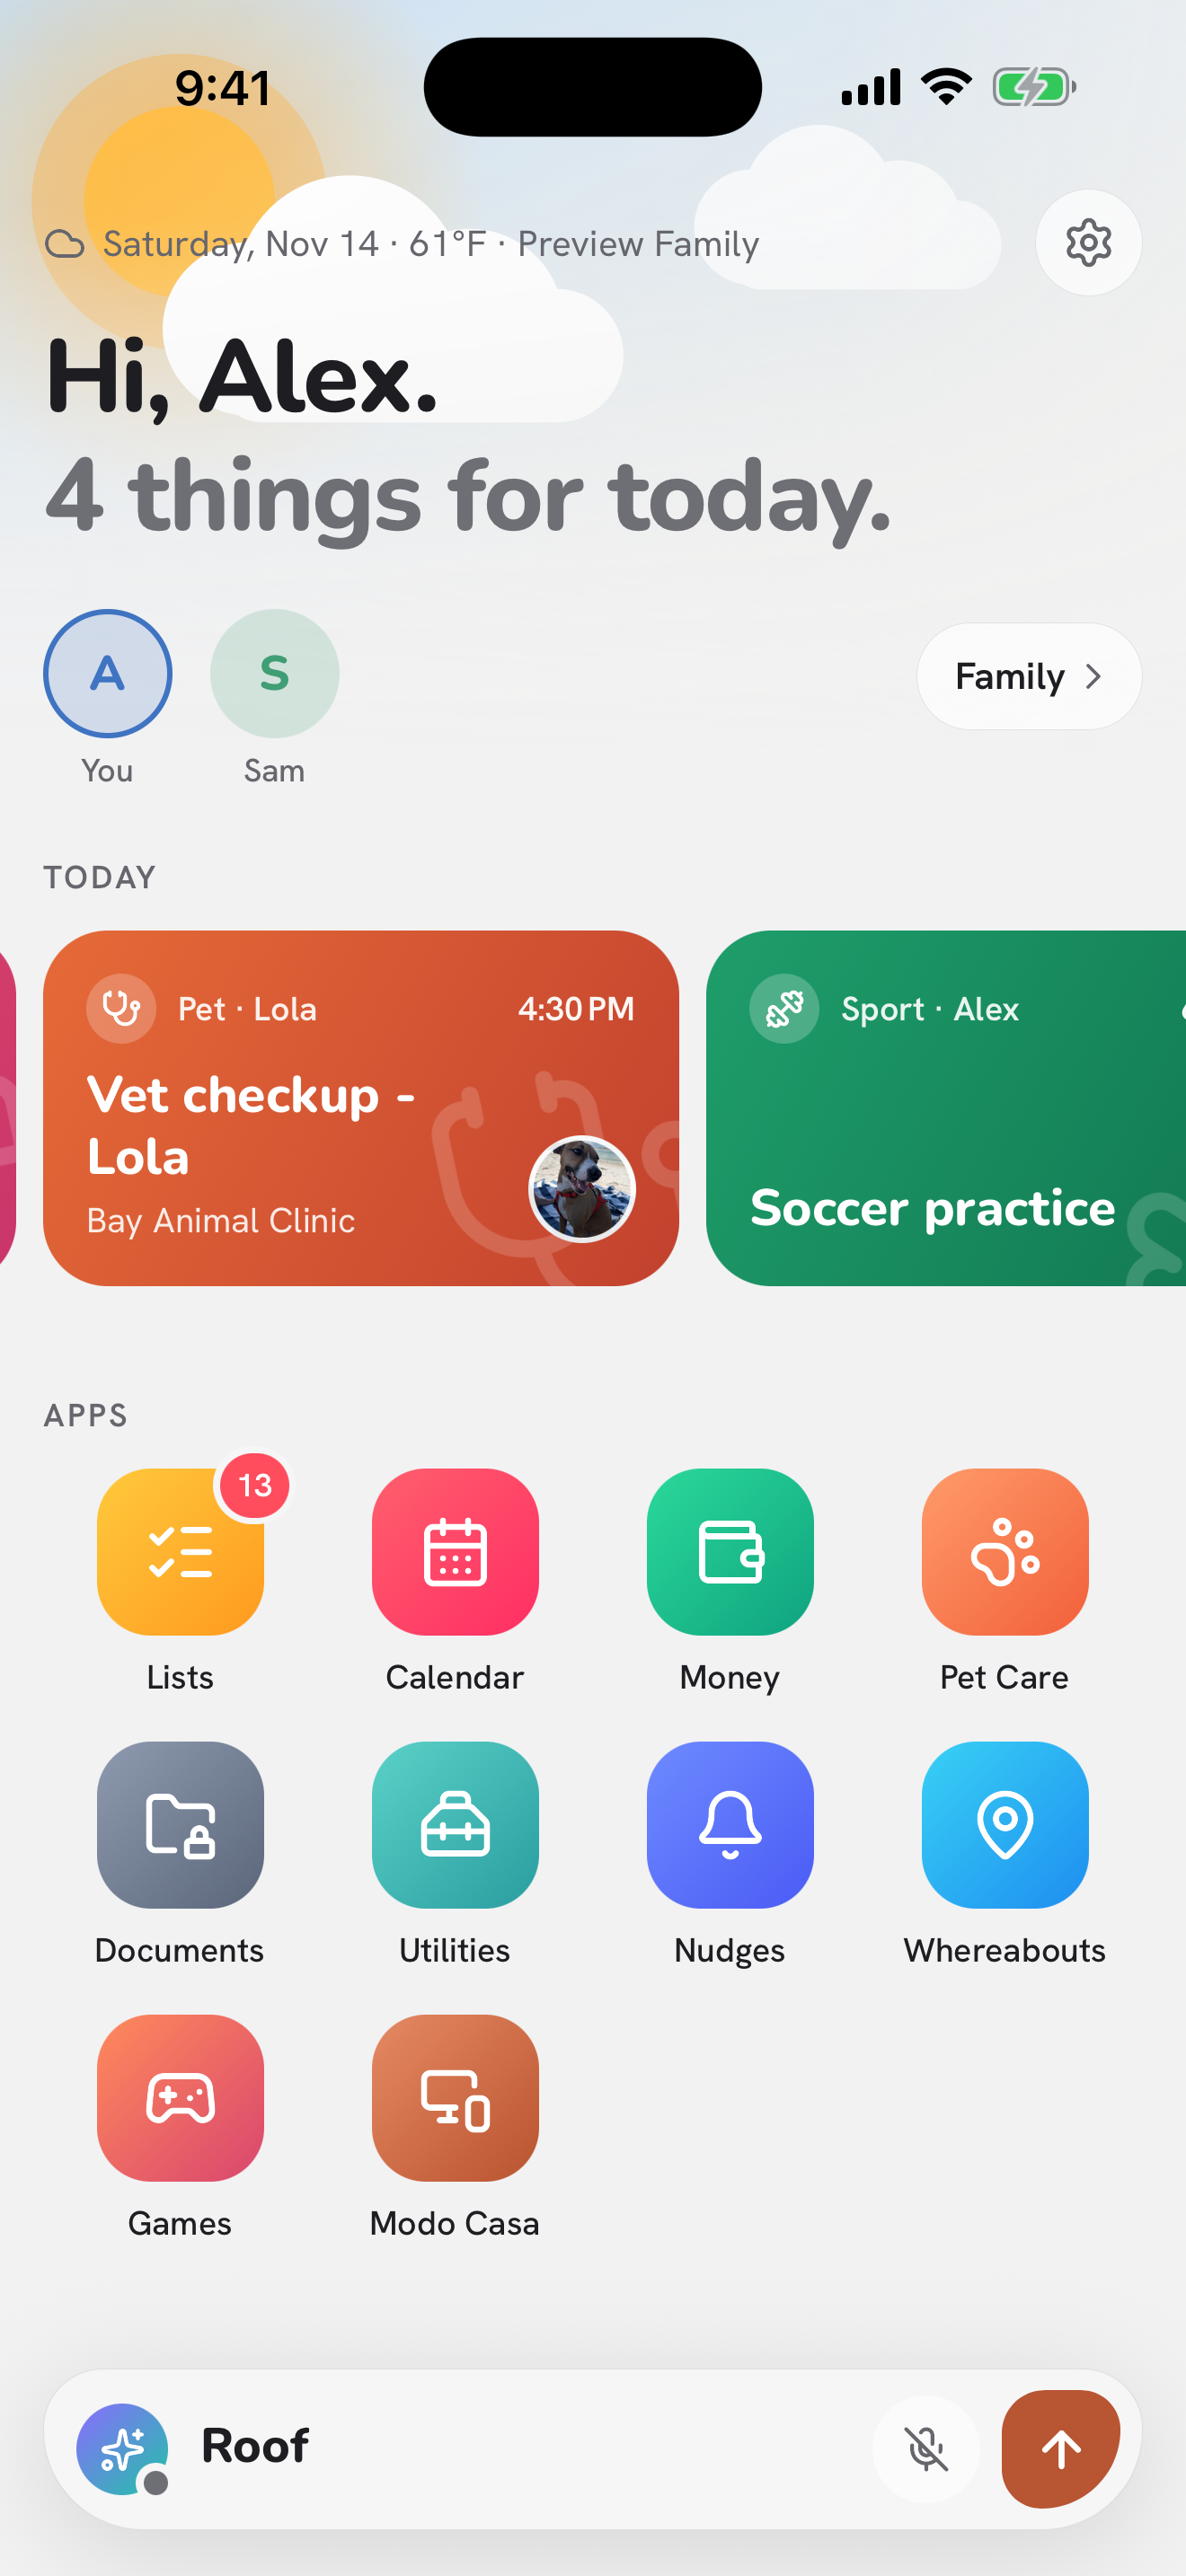 9:41
Saturday, Nov 14 · 61°F · Preview Family
Hi, Alex.
4 things for today.
A
S
Family
You
Sam
TODAY
Pet · Lola
4:30 PM
Vet checkup -
Lola
Bay Animal Clinic
Sport · Alex
Soccer practice
APPS
13
Lists
Calendar
Money
Pet Care
Documents
Utilities
Nudges
Whereabouts
Games
Modo Casa
Roof